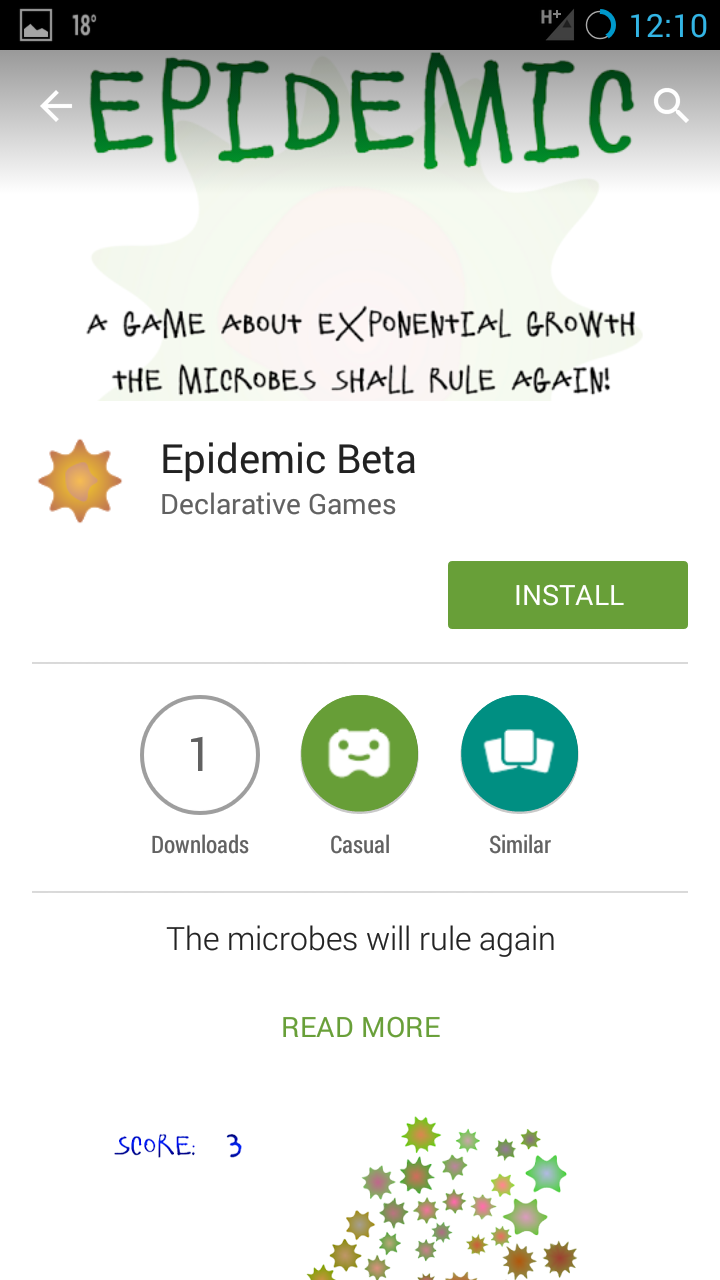 18° H+ 12:10
EPIDEMIC
A GAME ABOUT EXPONENTIAL GROWTH
THE MICROBES SHALL RULE AGAIN!
Epidemic Beta
Declarative Games
INSTALL
1
Downloads Casual Similar
The microbes will rule again
READ MORE
SCORE: 3